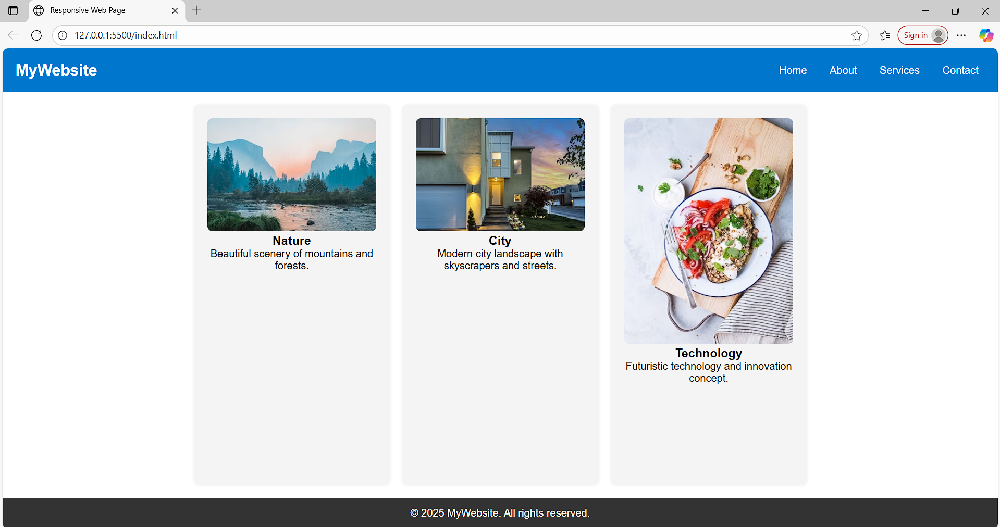 Responsive Web Page
127.0.0.1:5500/index.html
Sign in
MyWebsite
Home
About
Services
Contact
Nature
Beautiful scenery of mountains and
forests.
City
Modern city landscape with
skyscrapers and streets.
Technology
Futuristic technology and innovation
concept.
© 2025 MyWebsite. All rights reserved.